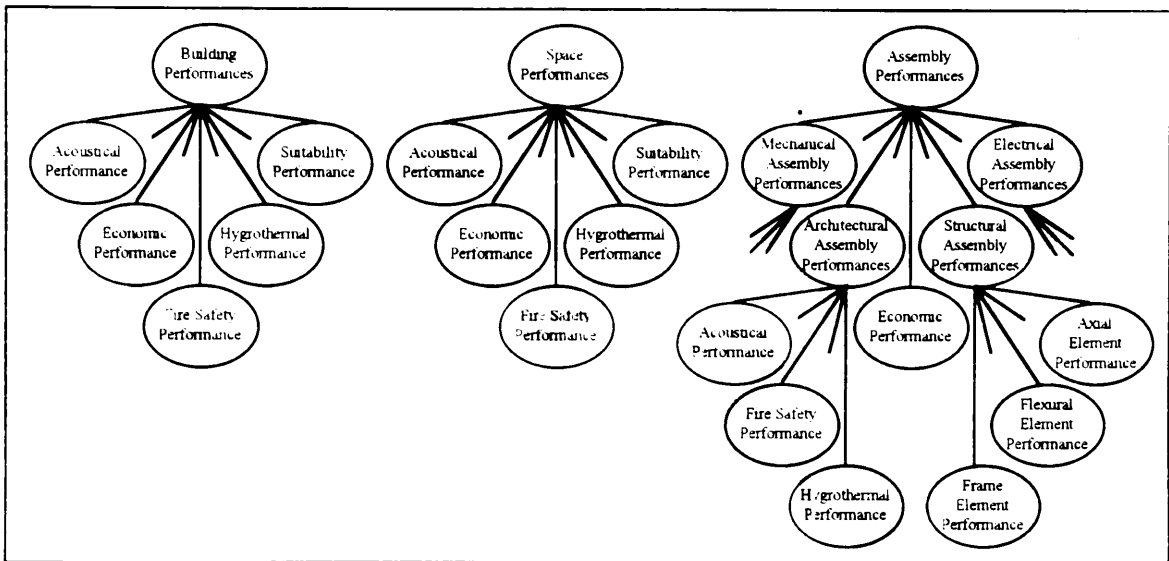 Building
Performances
Acoustical
Performance
Suitability
Performance
Economic
Performance
Hygrothermal
Performance
Fire Safety
Performance
Space
Performances
Acoustical
Performance
Suitability
Performance
Economic
Performance
Hygrothermal
Performance
Fire Safety
Performance
Assembly
Performances
Mechanical
Assembly
Performances
Electrical
Assembly
Performances
Architectural
Assembly
Performances
Structural
Assembly
Performances
Acoustical
Performance
Economic
Performance
Axial
Element
Performance
Fire Safety
Performance
Flexural
Element
Performance
Hygrothermal
Performance
Frame
Element
Performance